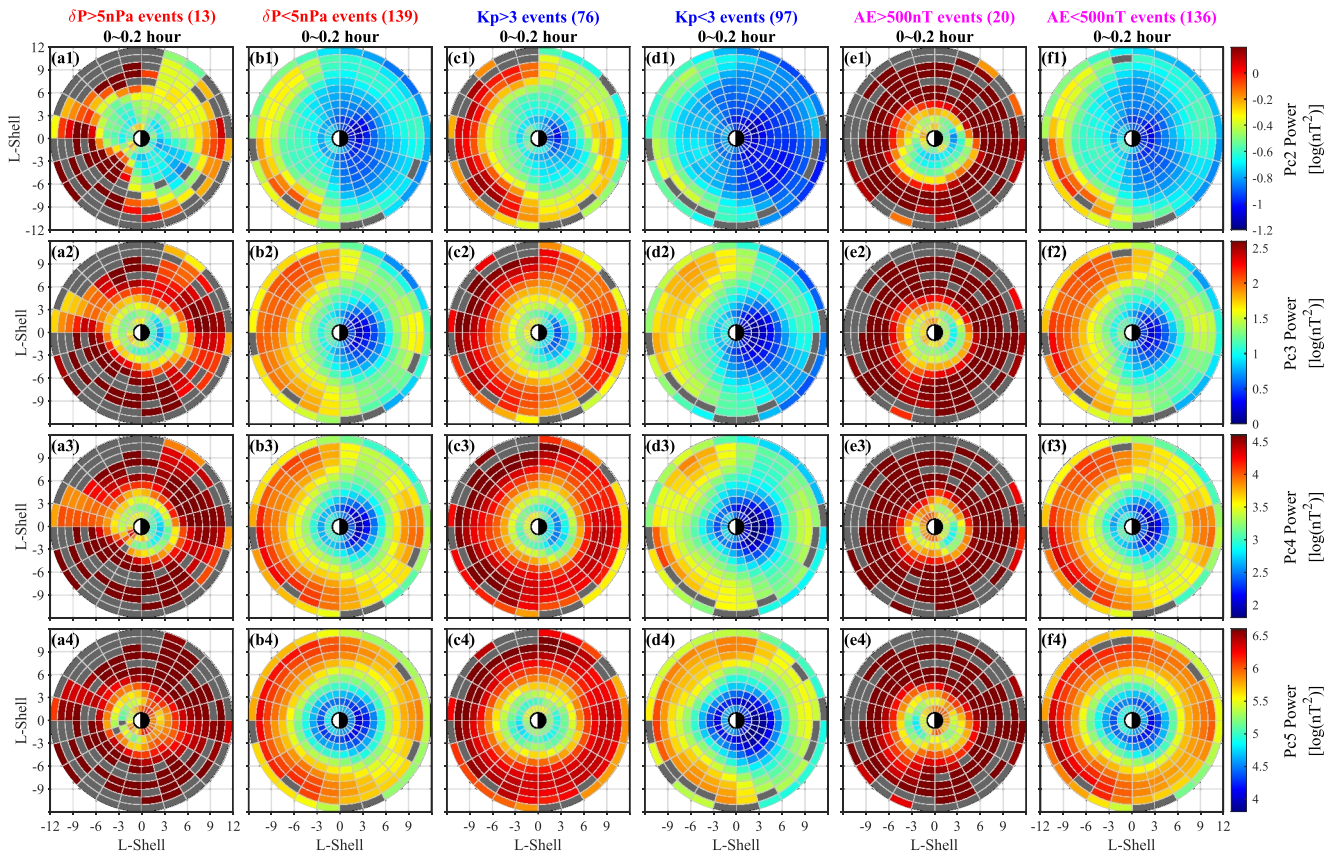 δP>5nPa events (13) δP<5nPa events (139) Kp>3 events (76) Kp<3 events (97) AE>500nT events (20) AE<500nT events (136)
0~0.2 hour 0~0.2 hour 0~0.2 hour 0~0.2 hour 0~0.2 hour 0~0.2 hour
(a1) (b1) (c1) (d1) (e1) (f1)
12
9
6
3
0
-3
-6
-9
-12
L-Shell
0
-0.2
-0.4
-0.6
-0.8
-1
-1.2
Pc2 Power
[log(nT²)]
(a2) (b2) (c2) (d2) (e2) (f2)
9
6
3
0
-3
-6
-9
L-Shell
2.5
2
1.5
1
0.5
0
Pc3 Power
[log(nT²)]
(a3) (b3) (c3) (d3) (e3) (f3)
9
6
3
0
-3
-6
-9
L-Shell
4.5
4
3.5
3
2.5
2
Pc4 Power
[log(nT²)]
(a4) (b4) (c4) (d4) (e4) (f4)
9
6
3
0
-3
-6
-9
L-Shell
6.5
6
5.5
5
4.5
4
Pc5 Power
[log(nT²)]
-12 -9 -6 -3 0 3 6 9 12 -9 -6 -3 0 3 6 9 -9 -6 -3 0 3 6 9 -9 -6 -3 0 3 6 9 -9 -6 -3 0 3 6 9 -12 -9 -6 -3 0 3 6 9 12
L-Shell L-Shell L-Shell L-Shell L-Shell L-Shell